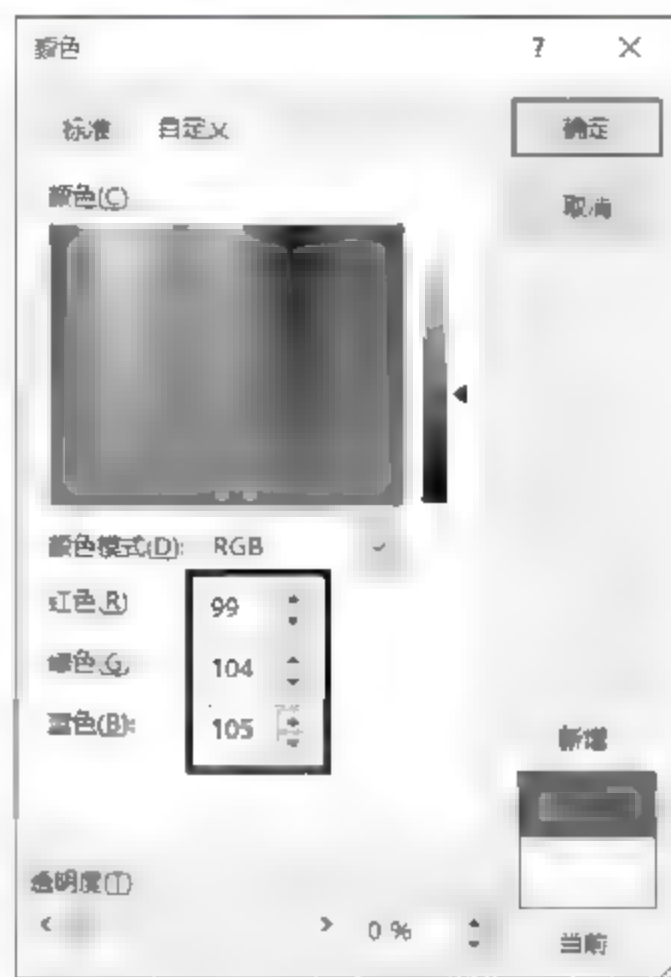 颜色 ? ×
标准 自定义
确定
颜色(C)
取消
颜色模式(D): RGB
红色(R) 99
绿色(G) 104
蓝色(B): 105
新增
透明度(T)
< > 0 %
当前